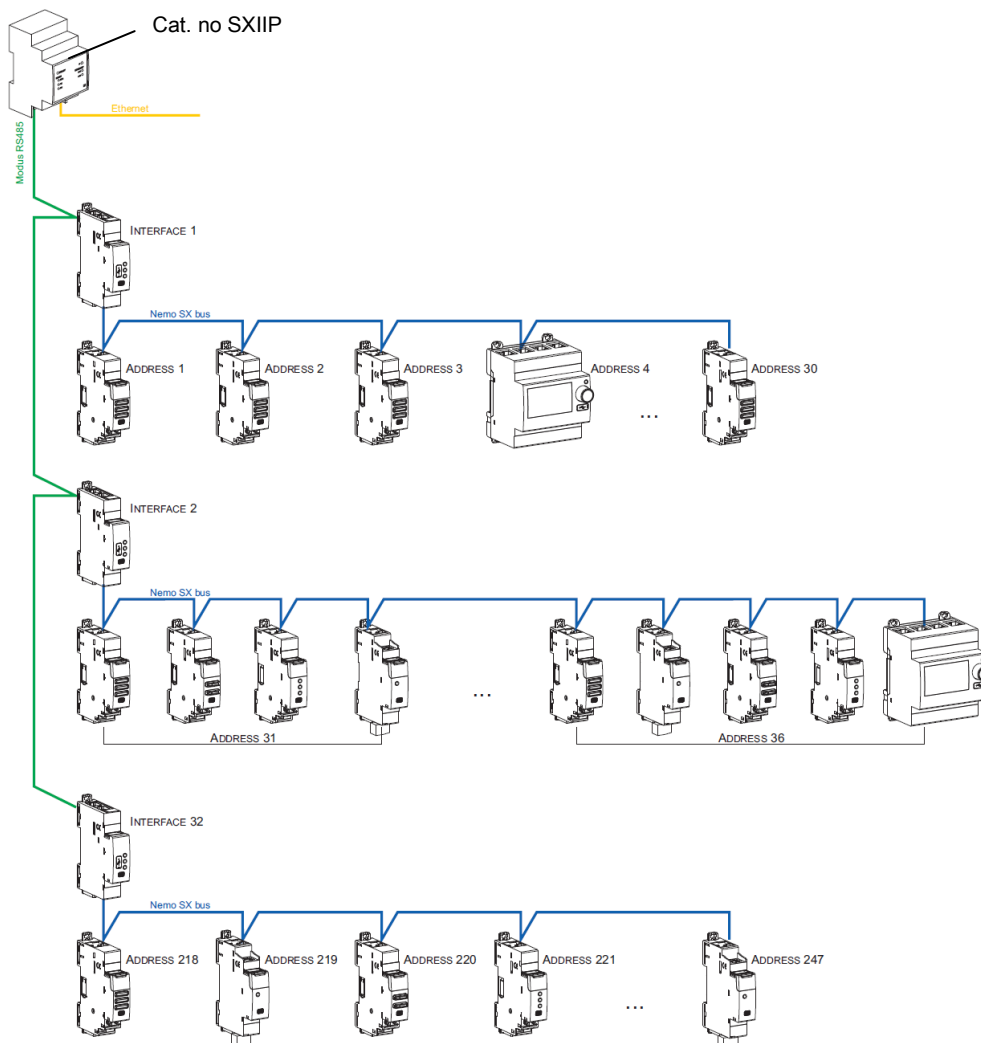 Cat. no SXIIP
Ethernet
Modus RS485
INTERFACE 1
Nemo SX bus
ADDRESS 1
ADDRESS 2
ADDRESS 3
ADDRESS 4
ADDRESS 30
...
INTERFACE 2
Nemo SX bus
...
ADDRESS 31
ADDRESS 36
INTERFACE 32
Nemo SX bus
ADDRESS 218
ADDRESS 219
ADDRESS 220
ADDRESS 221
ADDRESS 247
...